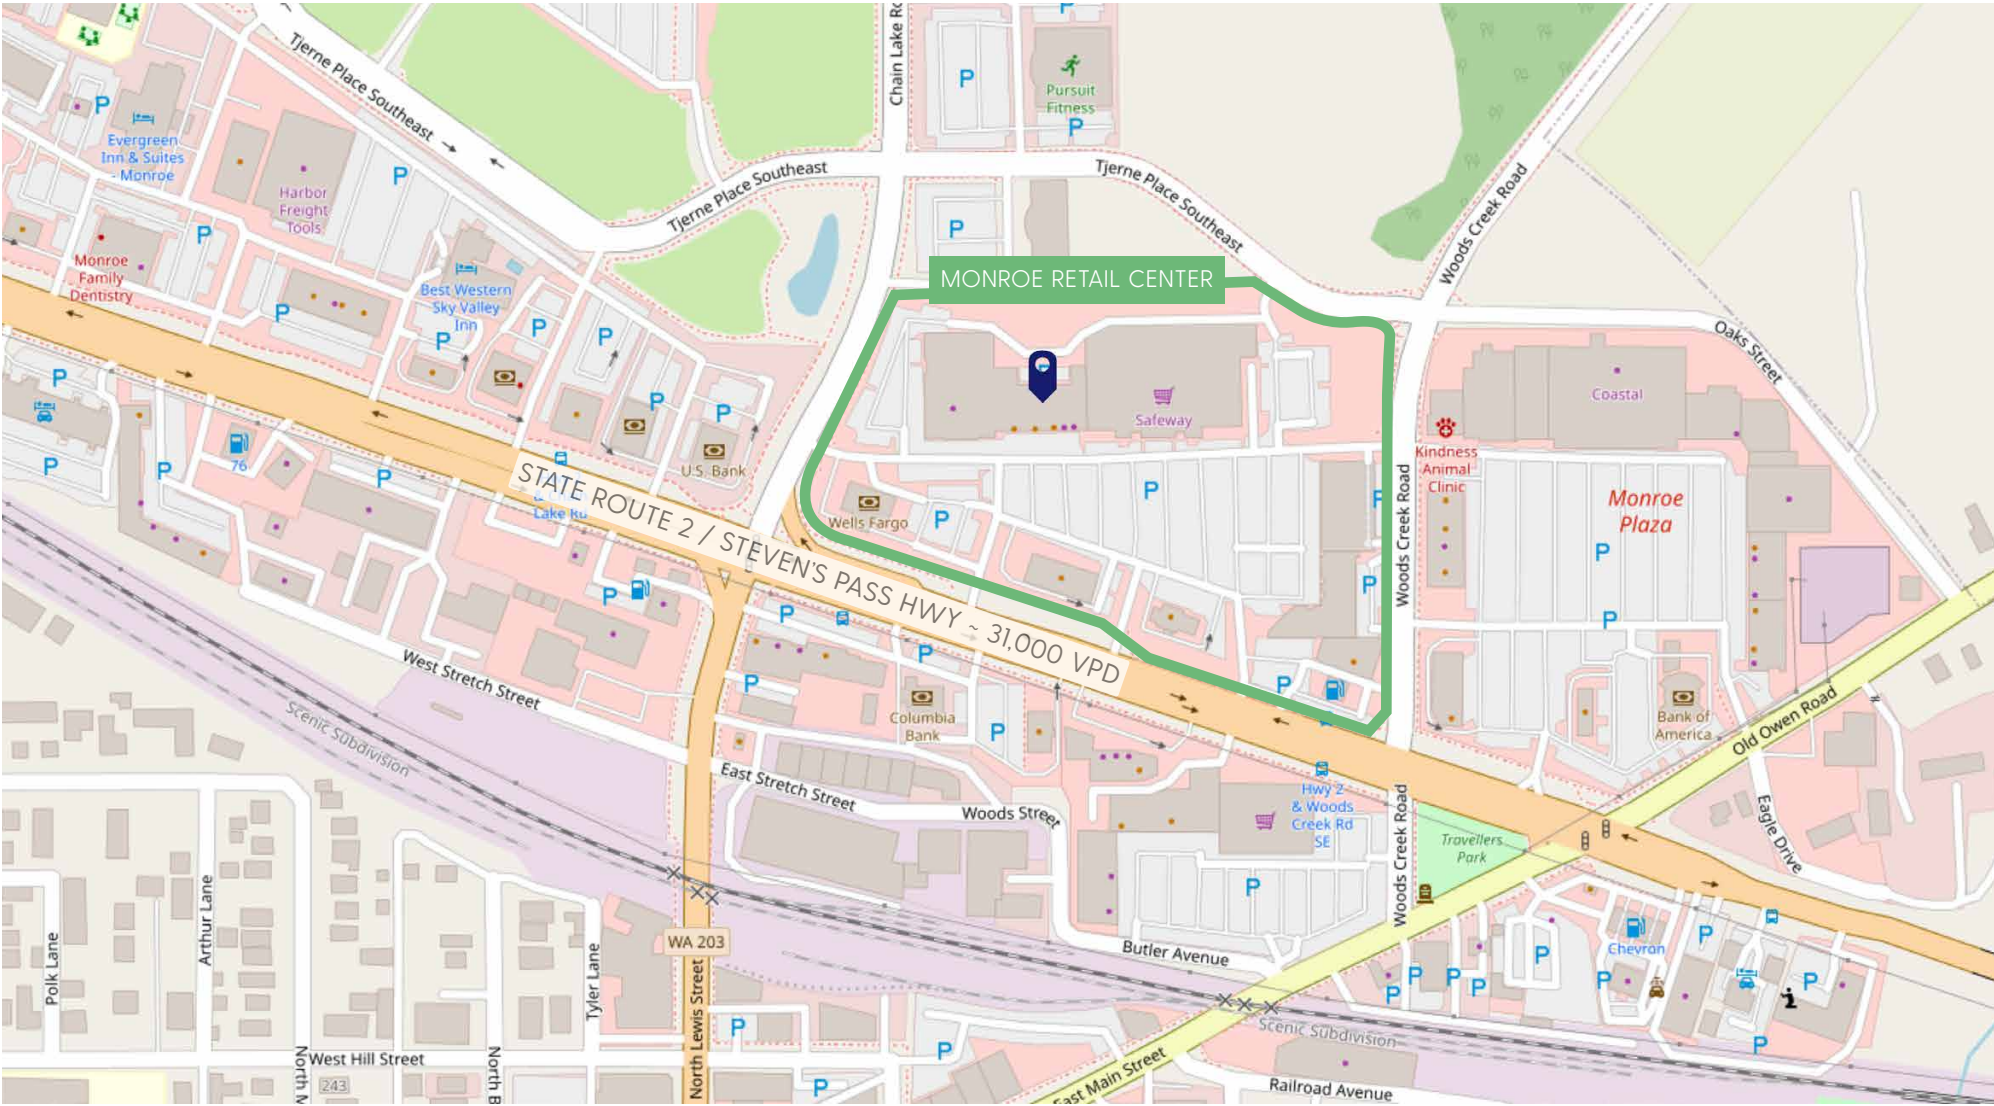 Tjerne Place Southeast
Chain Lake
Pursuit
Fitness
P
P
P
P
Evergreen
Inn & Suites
- Monroe
Harbor
Freight
Tools
P
P
Tjerne Place Southeast
Tjerne Place Southeast
Woods Creek Road
P
Monroe
Family
Dentistry
Best Western
Sky Valley
Inn
MONROE RETAIL CENTER
P
P
P
P
Oaks Street
P
P
P
Safeway
Coastal
76
P
P
P
U.S. Bank
Kindness
Animal
Clinic
Woods Creek Road
Monroe
Plaza
P
P
P
P
Wells Fargo
P
P
P
P
Lake
STATE ROUTE 2 / STEVEN'S PASS HWY ~ 31,000 VPD
P
P
P
P
P
West Stretch Street
Scenic Subdivision
Columbia
Bank
P
Bank of
America
Old Owen Road
East Stretch Street
Woods Street
Hwy 2
& Woods
Creek Rd
SE
Woods Creek Road
Travellers
Park
Eagle Drive
P
Polk Lane
Arthur Lane
Tyler Lane
WA 203
North Lewis Street
Butler Avenue
Chevron
P
P
P
P
P
P
P
P
Scenic Subdivision
P
P
P
P
West Hill Street
243
North
North
East Main Street
Railroad Avenue